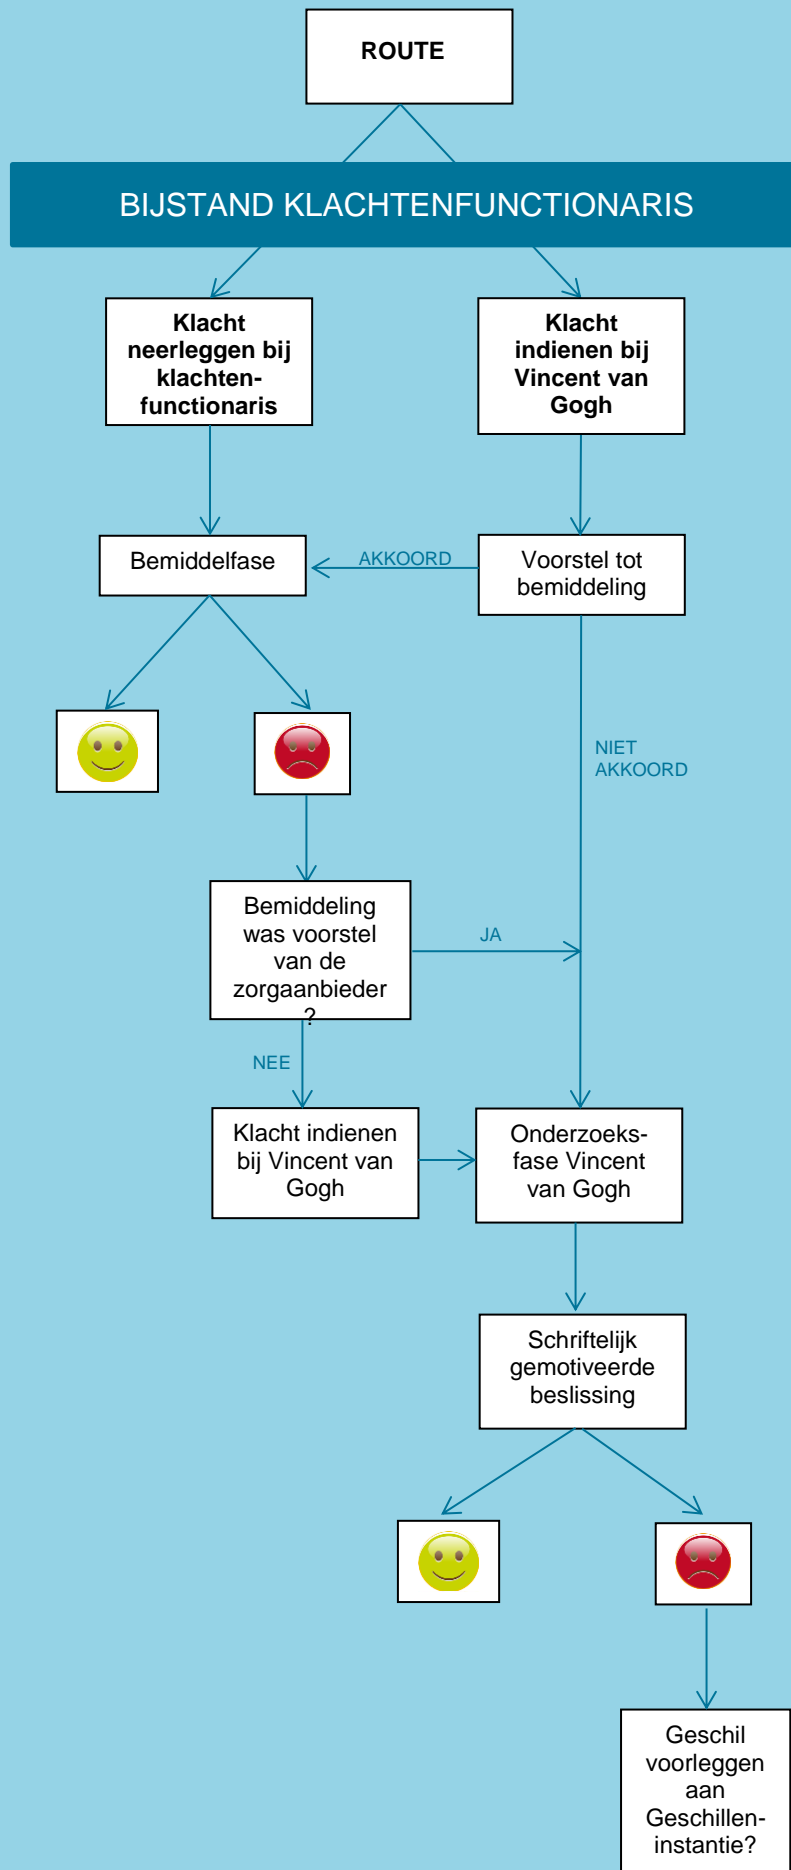 ROUTE
BIJSTAND KLACHTENFUNCTIONARIS
Klacht
neerleggen bij
klachten-
functionaris
Klacht
indienen bij
Vincent van
Gogh
Bemiddelfase
AKKOORD
Voorstel tot
bemiddeling
NIET
AKKOORD
Bemiddeling
was voorstel
van de
zorgaanbieder
?
JA
NEE
Klacht indienen
bij Vincent van
Gogh
Onderzoeks-
fase Vincent
van Gogh
Schriftelijk
gemotiveerde
beslissing
Geschil
voorleggen
aan
Geschillen-
instantie?